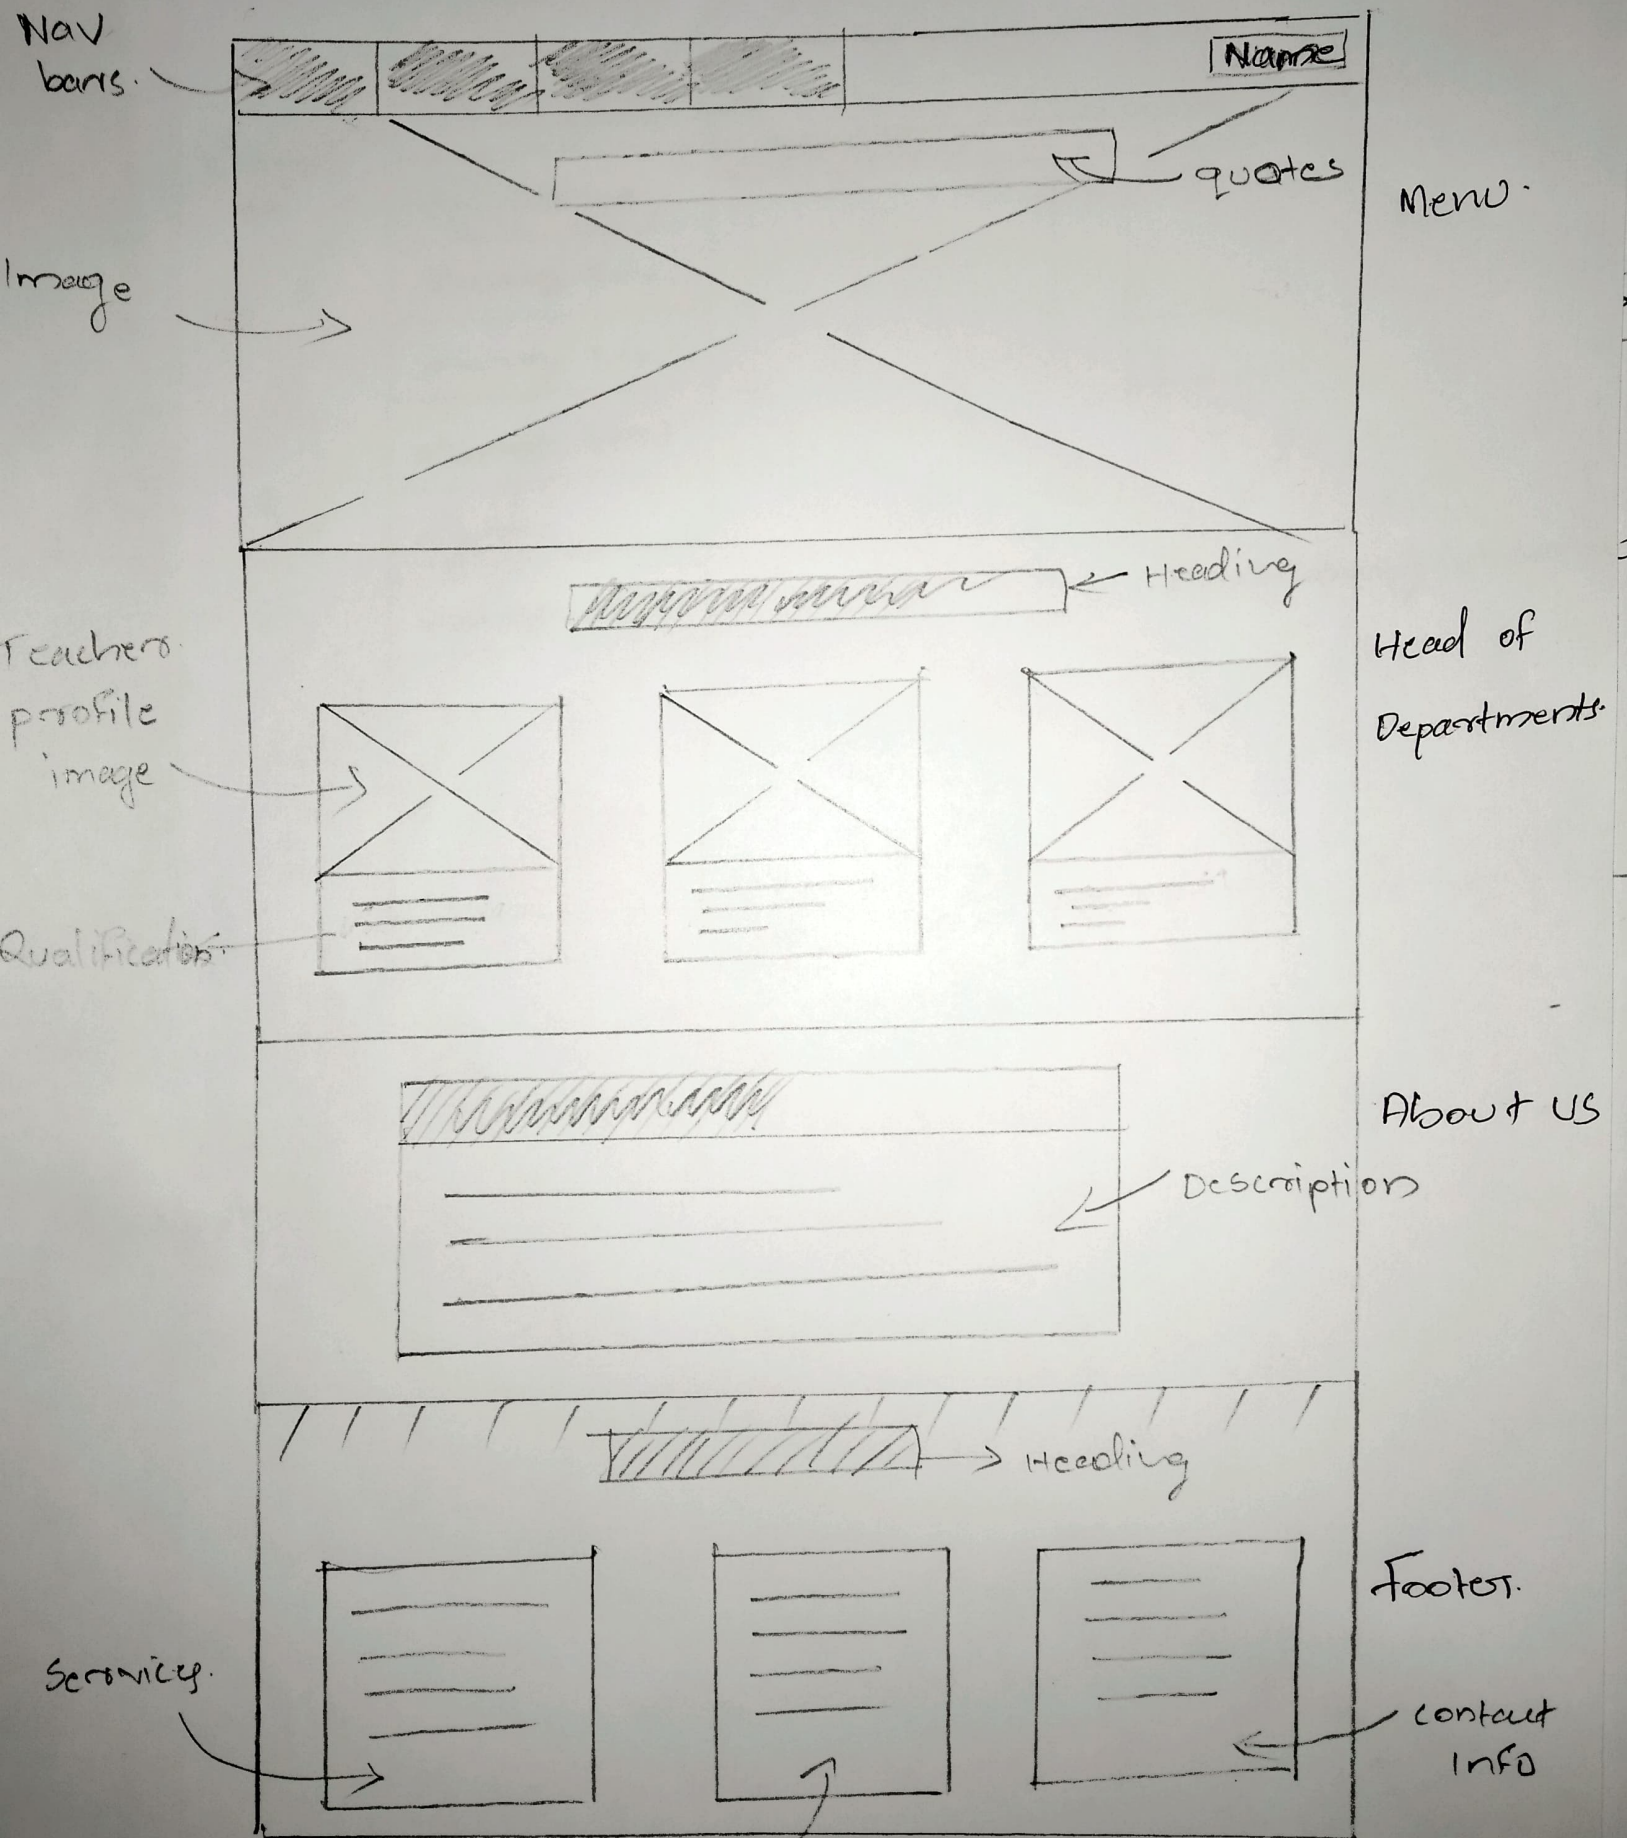 Nav
bars.
Name
quotes
Menu.
Image
Heading
Teachers
profile
image
Head of
Departments.
Qualification.
About us
Description
Heading
Footer.
Services.
contact
Info